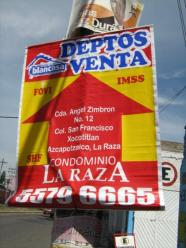 Durán
DEPTOS
blancasa
VENTA
FOVI
IMSS
Cda. Angel Zimbron
No. 12
Col. San Francisco
Xocotitlan
Azcapotzalco, La Raza
SHF
CONDOMINIO
LA RAZA
5579 6665
E